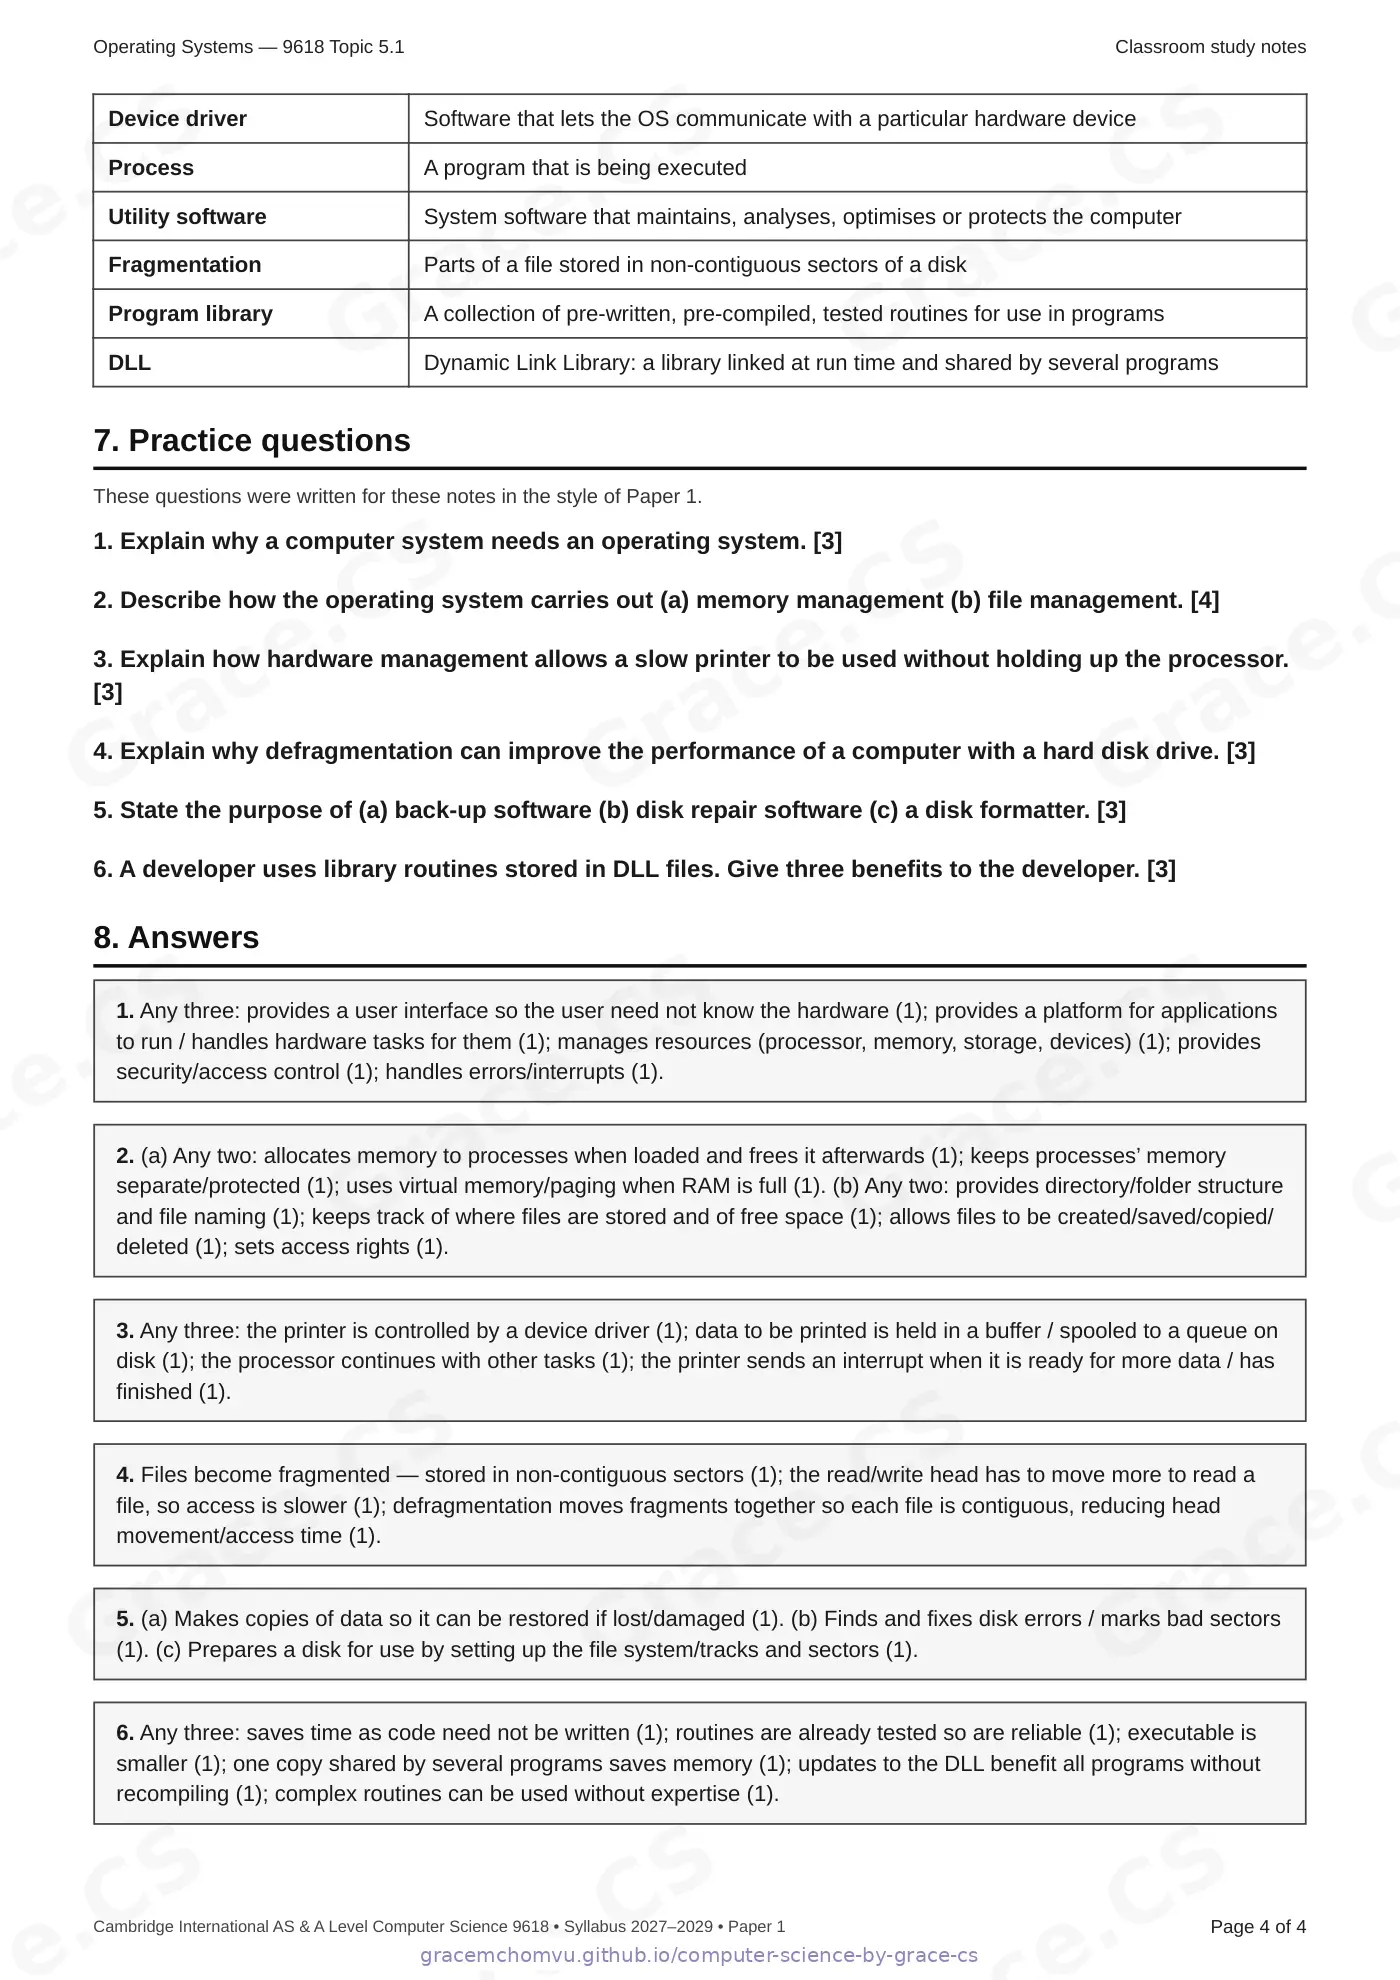 Operating Systems — 9618 Topic 5.1
Classroom study notes
Device driver
Software that lets the OS communicate with a particular hardware device
Process
A program that is being executed
Utility software
System software that maintains, analyses, optimises or protects the computer
Fragmentation
Parts of a file stored in non-contiguous sectors of a disk
Program library
A collection of pre-written, pre-compiled, tested routines for use in programs
DLL
Dynamic Link Library: a library linked at run time and shared by several programs
7. Practice questions
These questions were written for these notes in the style of Paper 1.
1. Explain why a computer system needs an operating system. [3]
2. Describe how the operating system carries out (a) memory management (b) file management. [4]
3. Explain how hardware management allows a slow printer to be used without holding up the processor.
[3]
4. Explain why defragmentation can improve the performance of a computer with a hard disk drive. [3]
5. State the purpose of (a) back-up software (b) disk repair software (c) a disk formatter. [3]
6. A developer uses library routines stored in DLL files. Give three benefits to the developer. [3]
8. Answers
1. Any three: provides a user interface so the user need not know the hardware (1); provides a platform for applications
to run / handles hardware tasks for them (1); manages resources (processor, memory, storage, devices) (1); provides
security/access control (1); handles errors/interrupts (1).
2. (a) Any two: allocates memory to processes when loaded and frees it afterwards (1); keeps processes’ memory
separate/protected (1); uses virtual memory/paging when RAM is full (1). (b) Any two: provides directory/folder structure
and file naming (1); keeps track of where files are stored and of free space (1); allows files to be created/saved/copied/
deleted (1); sets access rights (1).
3. Any three: the printer is controlled by a device driver (1); data to be printed is held in a buffer / spooled to a queue on
disk (1); the processor continues with other tasks (1); the printer sends an interrupt when it is ready for more data / has
finished (1).
4. Files become fragmented — stored in non-contiguous sectors (1); the read/write head has to move more to read a
file, so access is slower (1); defragmentation moves fragments together so each file is contiguous, reducing head
movement/access time (1).
5. (a) Makes copies of data so it can be restored if lost/damaged (1). (b) Finds and fixes disk errors / marks bad sectors
(1). (c) Prepares a disk for use by setting up the file system/tracks and sectors (1).
6. Any three: saves time as code need not be written (1); routines are already tested so are reliable (1); executable is
smaller (1); one copy shared by several programs saves memory (1); updates to the DLL benefit all programs without
recompiling (1); complex routines can be used without expertise (1).
Cambridge International AS & A Level Computer Science 9618 • Syllabus 2027–2029 • Paper 1
Page 4 of 4
gracemchomvu.github.io/computer-science-by-grace-cs
Grace.CS